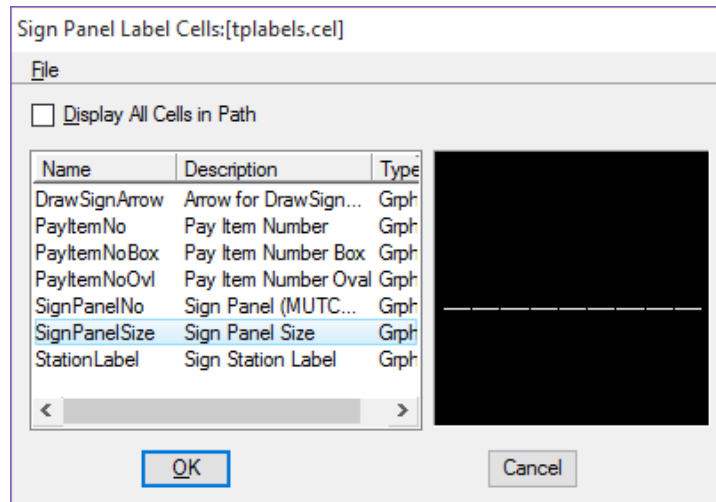 Sign Panel Label Cells:[tplabels.cel]
File
Display All Cells in Path
Name Description Type
DrawSignArrow Arrow for DrawSign... Grph
PayItemNo Pay Item Number Grph
PayItemNoBox Pay Item Number Box Grph
PayItemNoOvl Pay Item Number Oval Grph
SignPanelNo Sign Panel (MUTC... Grph
SignPanelSize Sign Panel Size Grph
StationLabel Sign Station Label Grph
OK Cancel